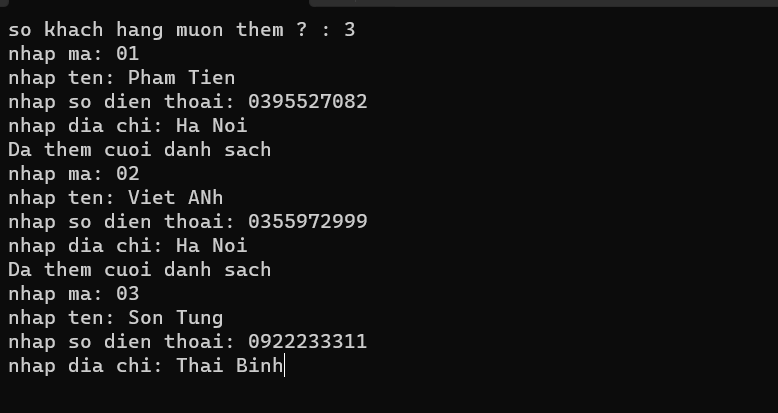 so khach hang muon them ? : 3
nhap ma: 01
nhap ten: Pham Tien
nhap so dien thoai: 0395527082
nhap dia chi: Ha Noi
Da them cuoi danh sach
nhap ma: 02
nhap ten: Viet ANh
nhap so dien thoai: 0355972999
nhap dia chi: Ha Noi
Da them cuoi danh sach
nhap ma: 03
nhap ten: Son Tung
nhap so dien thoai: 0922233311
nhap dia chi: Thai Binh